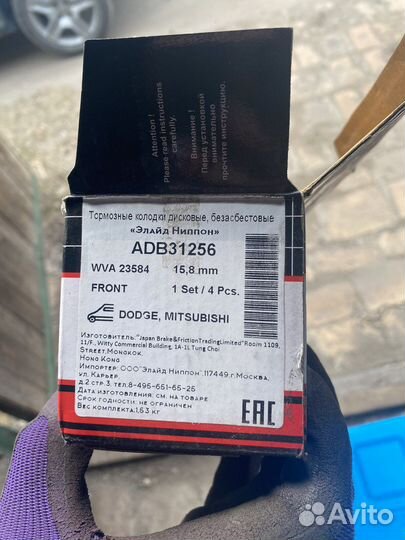 Attention !
Please read instructions
carefully.
Внимание !
Перед установкой
внимательно
прочтите инструкцию.
Тормозные колодки дисковые, безасбестовые
«Элайд Ниппон»
ADB31256
WVA 23584 15,8 mm
FRONT 1 Set / 4 Pcs.
DODGE, MITSUBISHI
Изготовитель:"Japan Brake&FrictionTradingLimited"Room 1109,
11/F., Witty Commercial Building, 1A-1L Tung Choi
Street,Mongkok.
Hong Kong
Импортер: ООО"Элайд Ниппон",117449,г.Москва,
ул. Карьер,
д.2 стр.3, тел.8-495-651-65-26
Дата изготовления: см. на товаре
Срок годности: не ограничен
Вес комплекта:1,63 кг
EAC
Avito